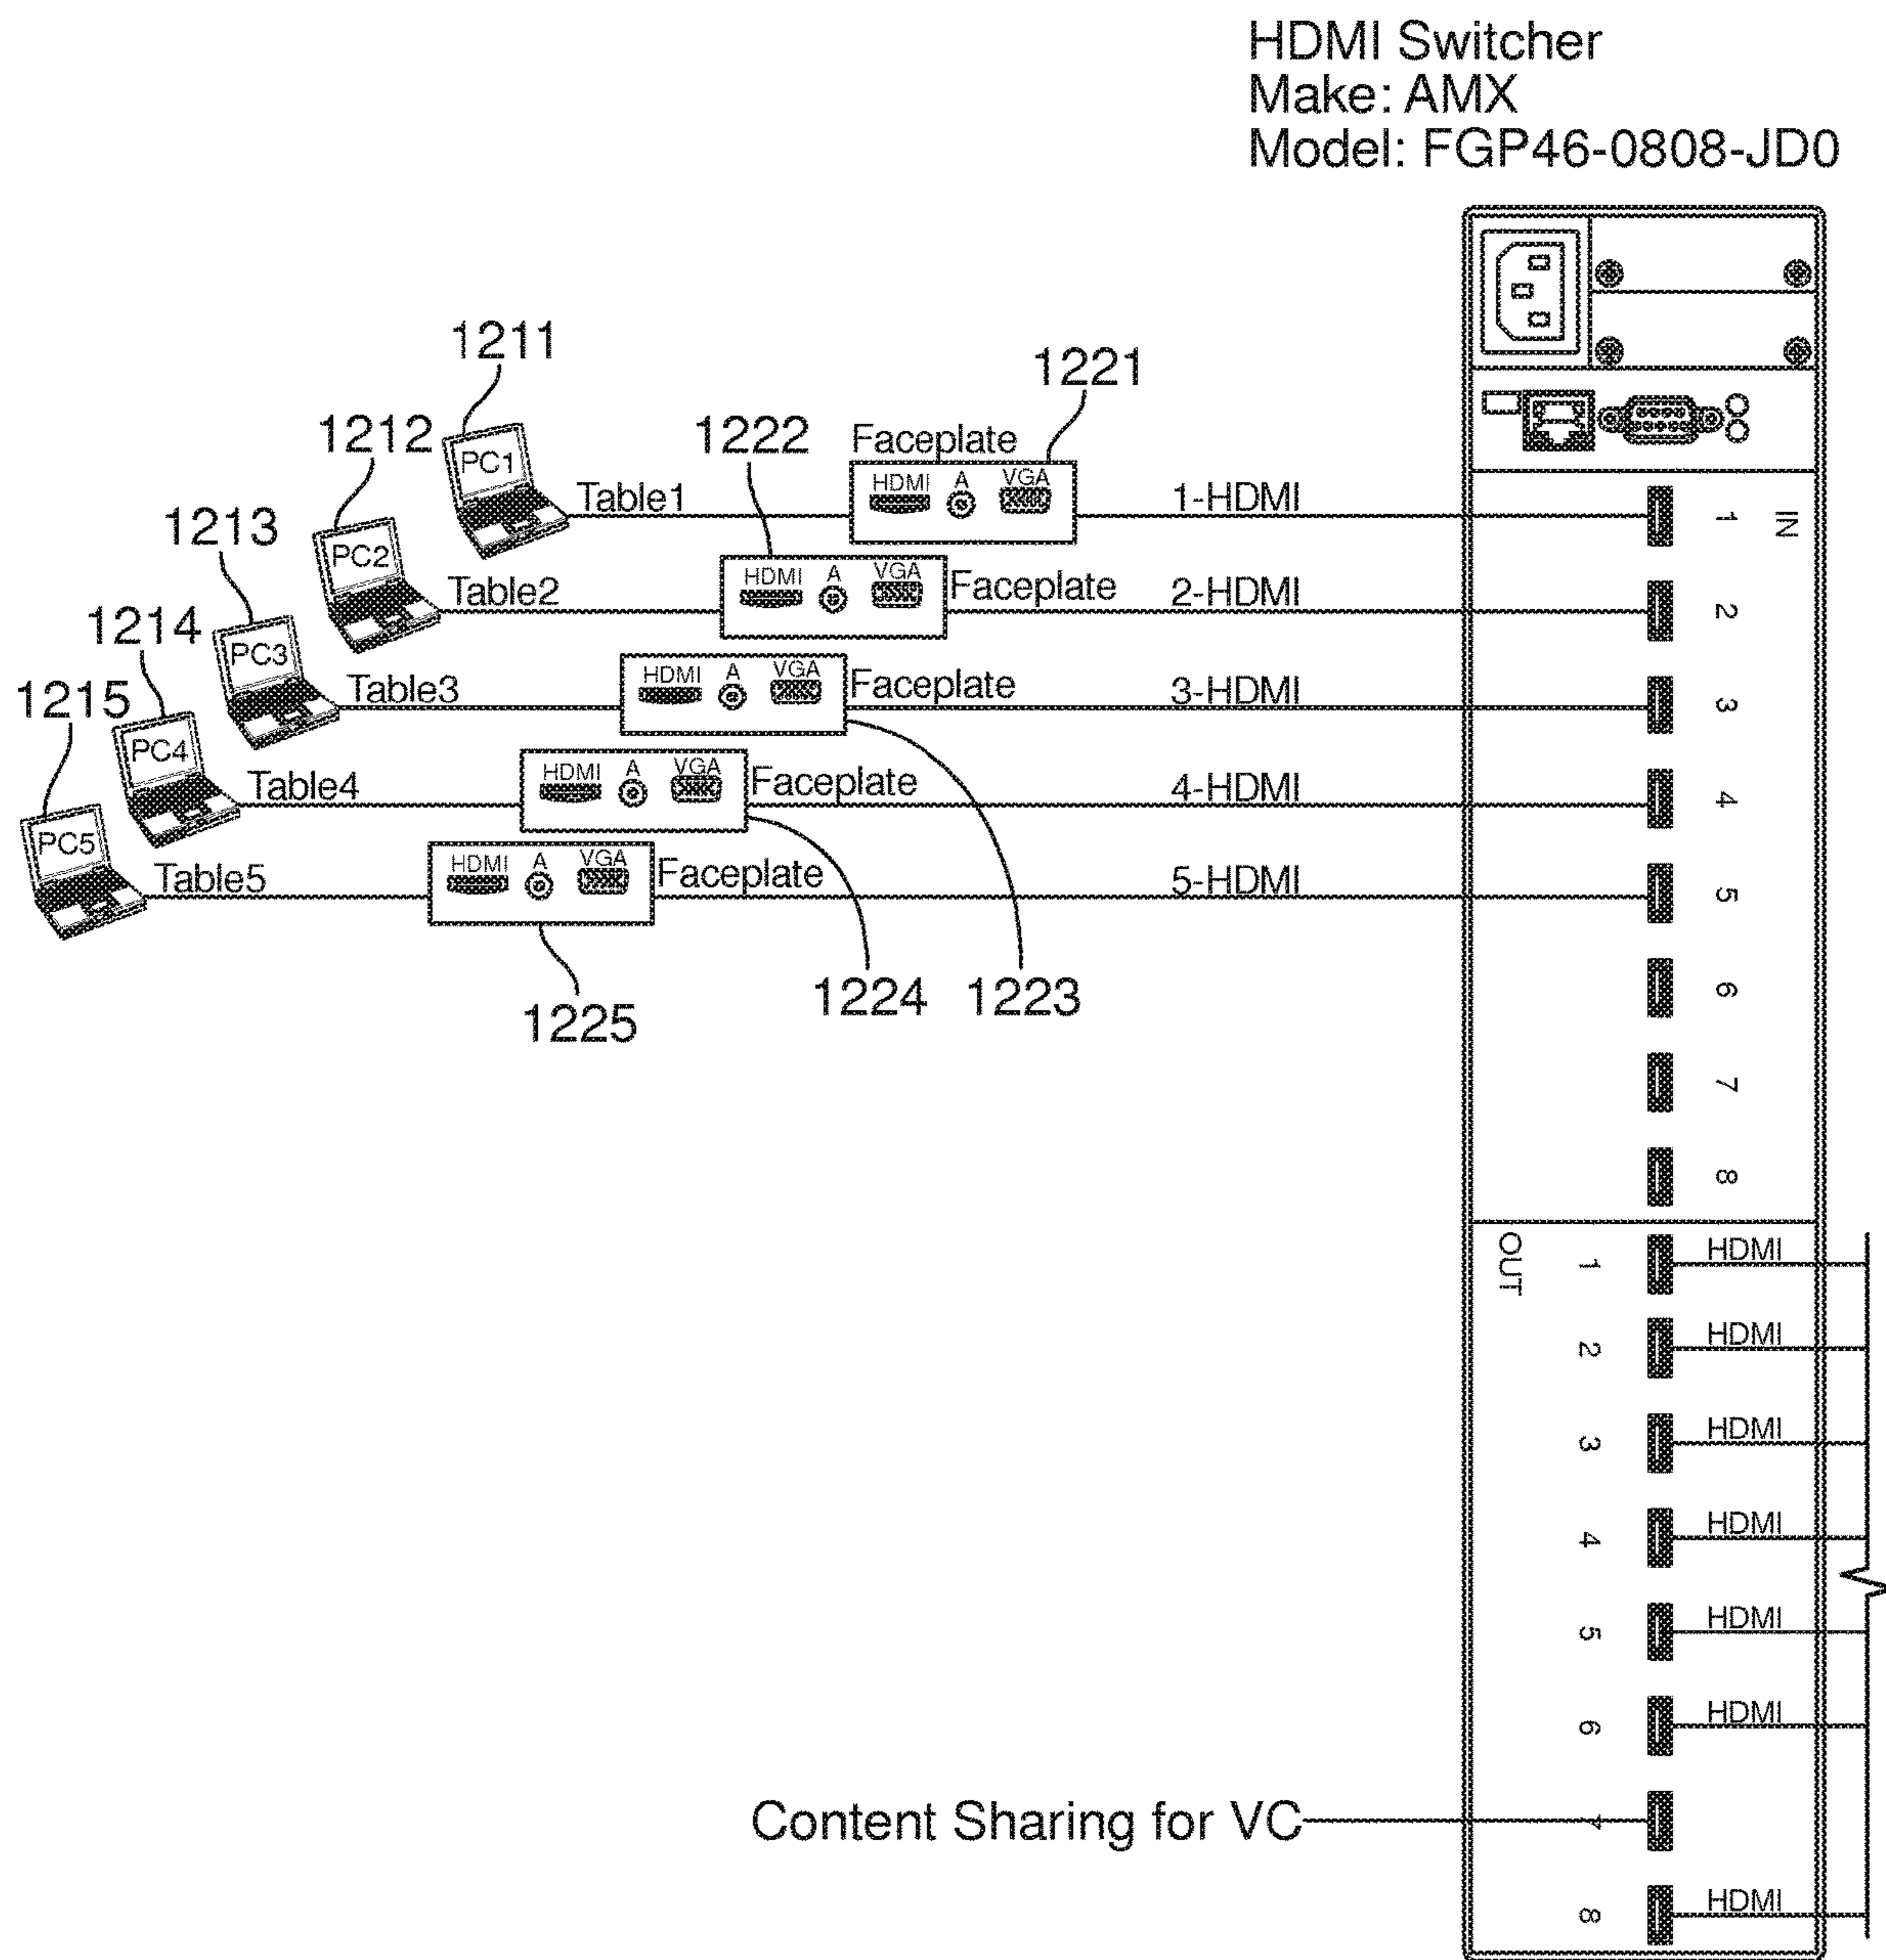 HDMI Switcher
Make: AMX
Model: FGP46-0808-JD0
1211
1221
1212
1222
Faceplate
PC1
HDMI A VGA
Table1
1-HDMI
1
IN
1213
PC2
HDMI A VGA
Table2
Faceplate
2-HDMI
2
1214
PC3
HDMI A VGA
Table3
Faceplate
3-HDMI
3
1215
PC4
HDMI A VGA
Table4
Faceplate
4-HDMI
4
PC5
HDMI A VGA
Table5
Faceplate
5-HDMI
5
1225
1224
1223
6
7
8
OUT
1
HDMI
2
HDMI
3
HDMI
4
HDMI
5
HDMI
6
HDMI
Content Sharing for VC
7
8
HDMI